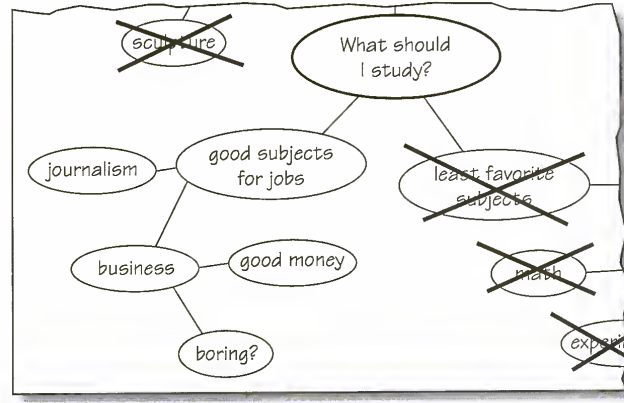 sculpture
What should
I study?
journalism
good subjects
for jobs
least favorite
subjects
business
good money
math
boring?